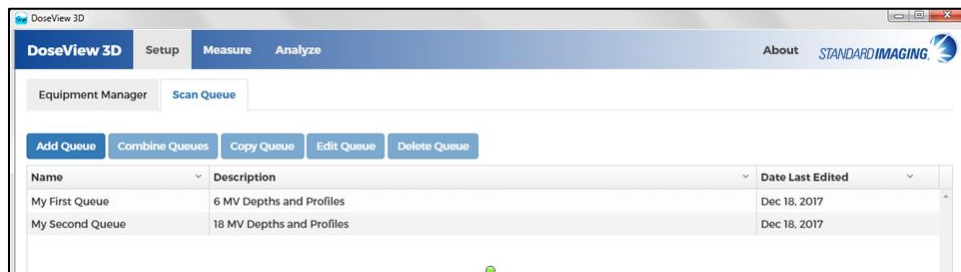 DoseView 3D
DoseView 3D Setup Measure Analyze About STANDARD IMAGING.
Equipment Manager Scan Queue
Add Queue Combine Queues Copy Queue Edit Queue Delete Queue
Name Description Date Last Edited
My First Queue 6 MV Depths and Profiles Dec 18, 2017
My Second Queue 18 MV Depths and Profiles Dec 18, 2017